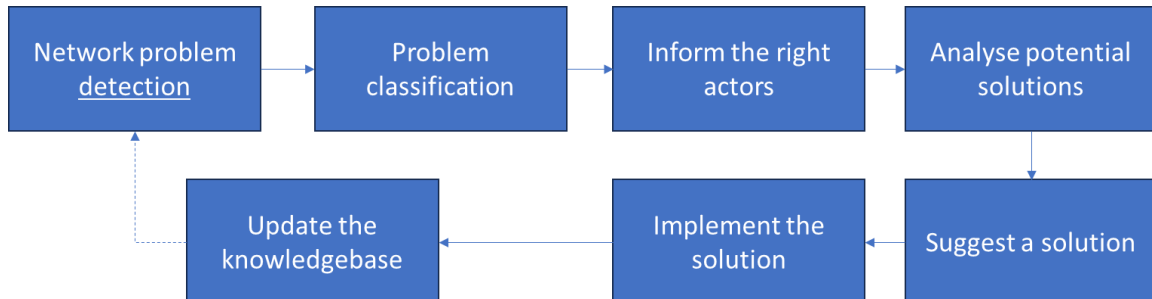 Network problem
detection
Problem
classification
Inform the right
actors
Analyse potential
solutions
Update the
knowledgebase
Implement the
solution
Suggest a solution